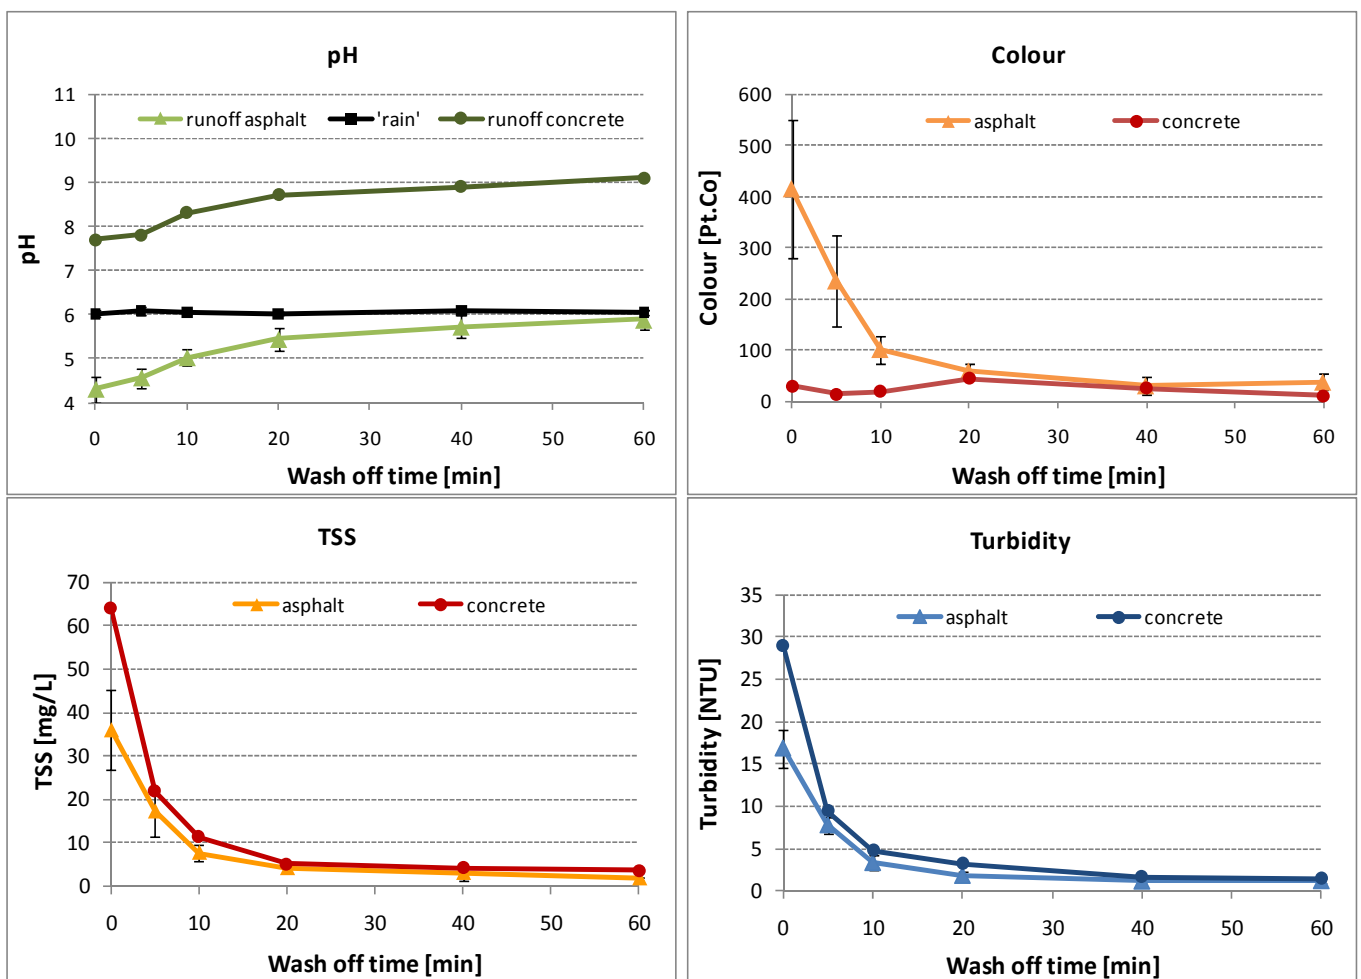 pH
11
10
9
8
7
6
5
4
runoff asphalt 'rain' runoff concrete
pH
0 10 20 30 40 50 60
Wash off time [min]
Colour
600
500
400
300
200
100
0
asphalt concrete
Colour [Pt.Co]
0 10 20 30 40 50 60
Wash off time [min]
TSS
70
60
50
40
30
20
10
0
asphalt concrete
TSS [mg/L]
0 10 20 30 40 50 60
Wash off time [min]
Turbidity
35
30
25
20
15
10
5
0
asphalt concrete
Turbidity [NTU]
0 10 20 30 40 50 60
Wash off time [min]